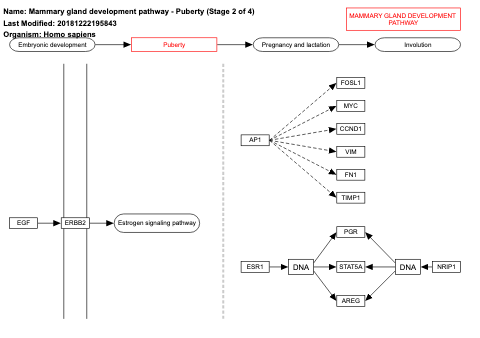 Name: Mammary gland development pathway - Puberty (Stage 2 of 4)
Last Modified: 20181222195843
Organism: Homo sapiens
MAMMARY GLAND DEVELOPMENT
PATHWAY
Embryonic development
Puberty
Pregnancy and lactation
Involution
FOSL1
MYC
CCND1
AP1
VIM
FN1
TIMP1
EGF
ERBB2
Estrogen signaling pathway
PGR
ESR1
DNA
STAT5A
DNA
NRIP1
AREG